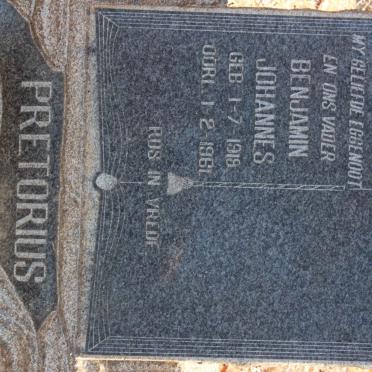 MY GELIEFDE EGGENOOT
EN ONS VADER
BENJAMIN
JOHANNES
GEB. 1-7-1918
OORL. 1-2-1991
RUS IN VREDE
PRETORIUS